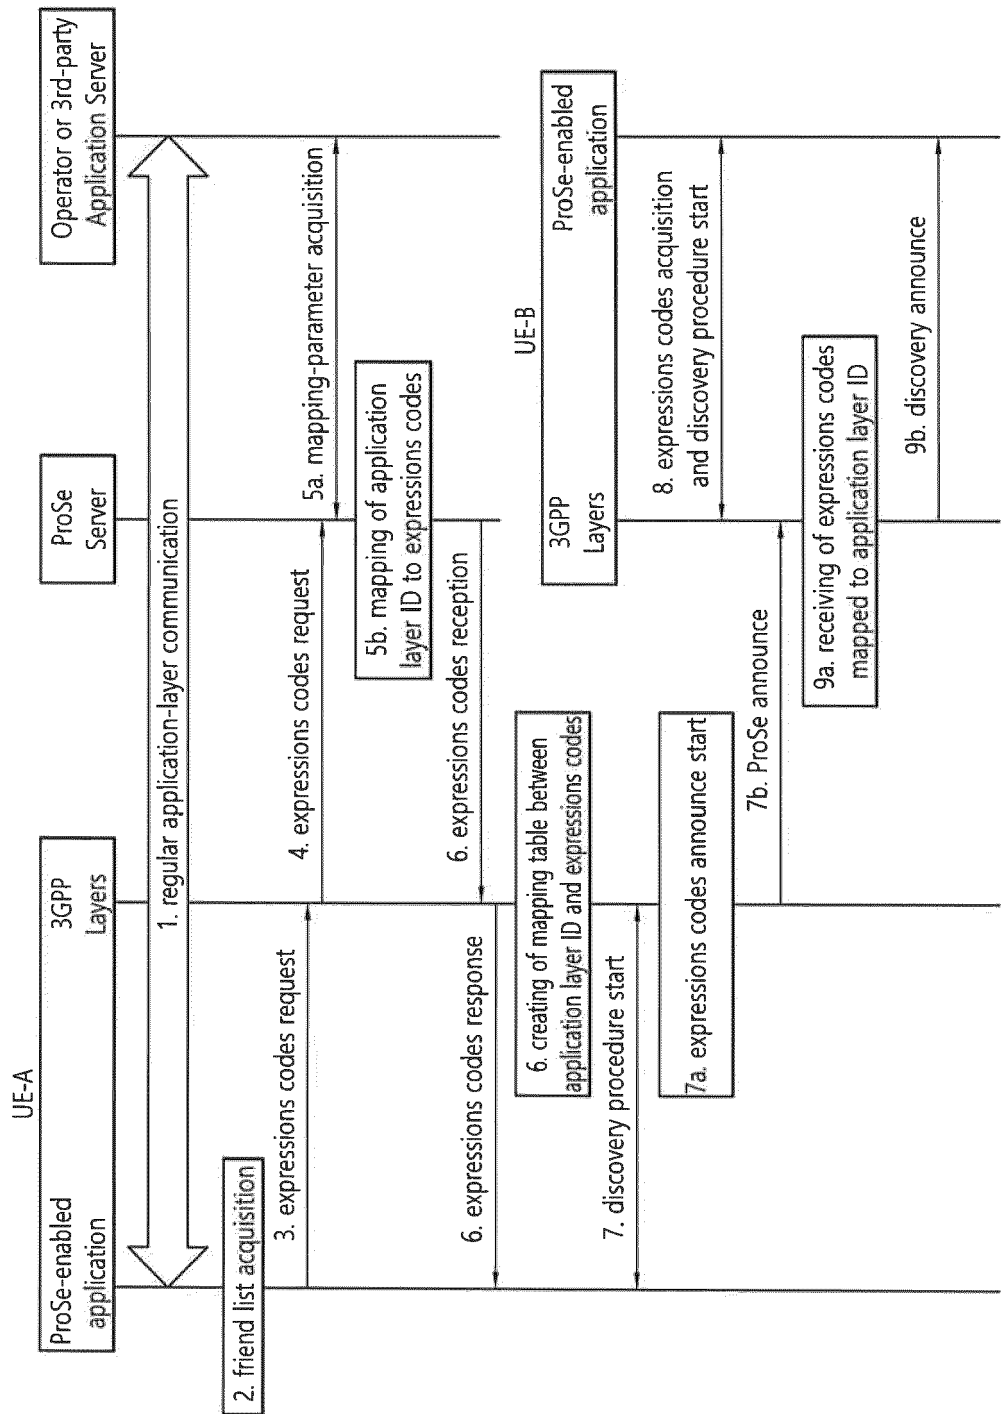 UE-A
ProSe-enabled
application
3GPP
Layers
ProSe
Server
Operator or 3rd-party
Application Server
1. regular application-layer communication
2. friend list acquisition
3. expressions codes request
4. expressions codes request
5a. mapping-parameter acquisition
5b. mapping of application
layer ID to expressions codes
6. expressions codes reception
6. expressions codes response
6. creating of mapping table between
application layer ID and expressions codes
UE-B
3GPP
Layers
ProSe-enabled
application
7. discovery procedure start
8. expressions codes acquisition
and discovery procedure start
7a. expressions codes announce start
7b. ProSe announce
9a. receiving of expressions codes
mapped to application layer ID
9b. discovery announce